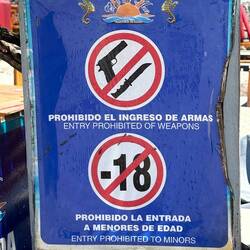 PROHIBIDO EL INGRESO DE ARMAS
ENTRY PROHIBITED OF WEAPONS
-18
PROHIBIDO LA ENTRADA
A MENORES DE EDAD
ENTRY PROHIBITED TO MINORS